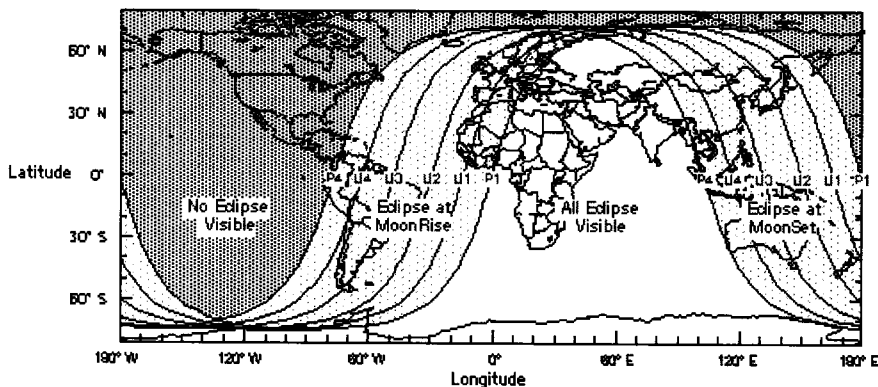 60° N
30° N
Latitude
0°
P4 U4 U3 U2 U1 P1
P4 U4 U3 U2 U1 P1
No Eclipse
Visible
Eclipse at
MoonRise
All Eclipse
Visible
Eclipse at
MoonSet
30° S
60° S
180° W
120° W
60° W
0°
60° E
120° E
180° E
Longitude